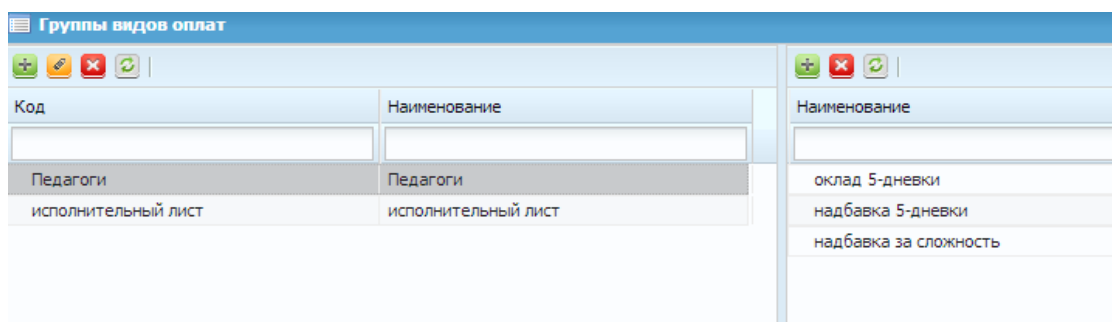 Группы видов оплат
Код Наименование Наименование
Педагоги Педагоги оклад 5-дневки
исполнительный лист исполнительный лист надбавка 5-дневки
надбавка за сложность